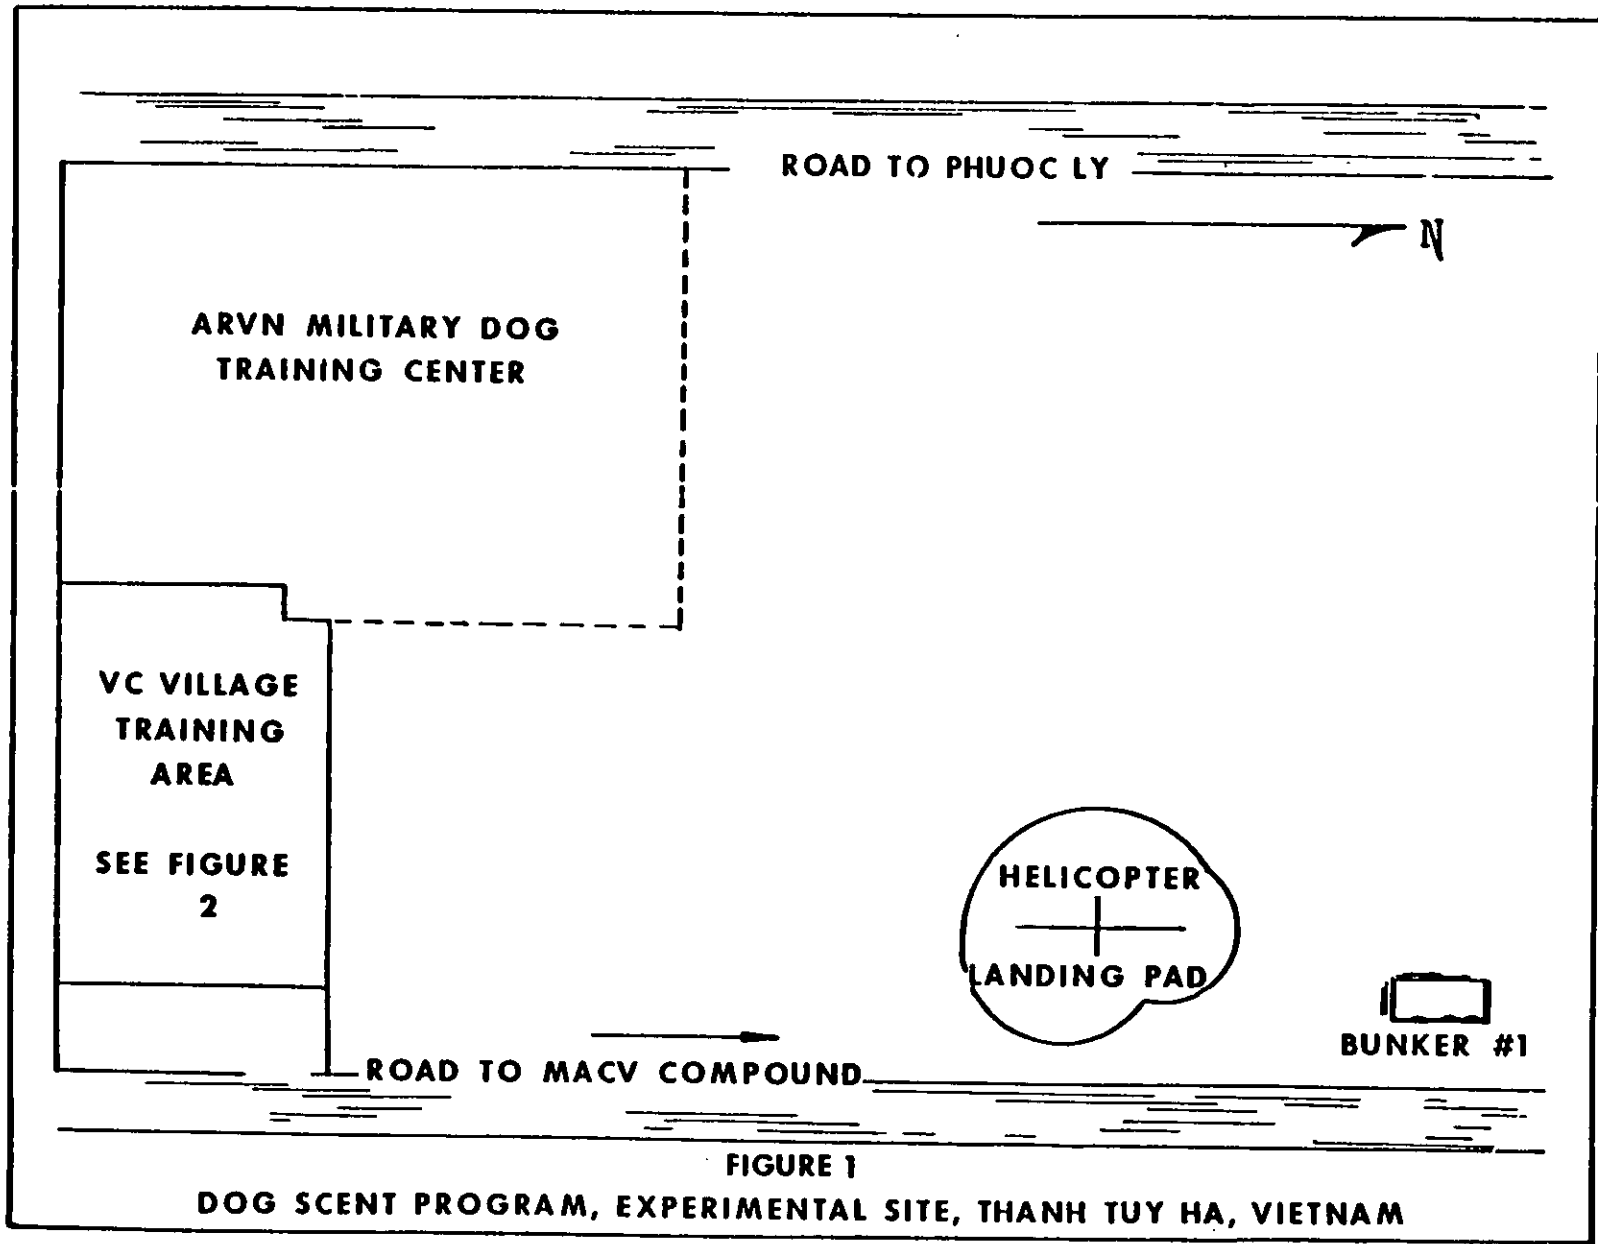 ROAD TO PHUOC LY
N
ARVN MILITARY DOG
TRAINING CENTER
VC VILLAGE
TRAINING
AREA
SEE FIGURE
2
HELICOPTER
LANDING PAD
BUNKER #1
ROAD TO MACV COMPOUND
FIGURE 1
DOG SCENT PROGRAM, EXPERIMENTAL SITE, THANH TUY HA, VIETNAM